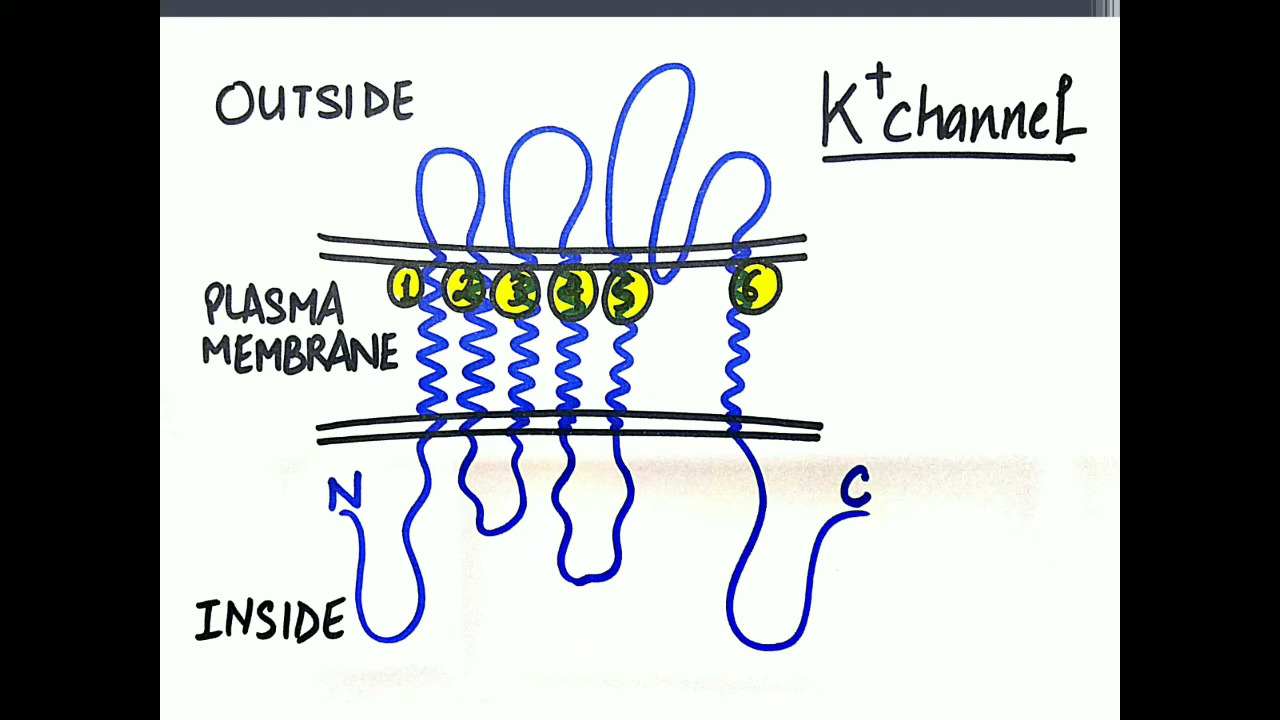 OUTSIDE
K⁺ channel
1 2 3 4 5 6
PLASMA
MEMBRANE
N
C
INSIDE